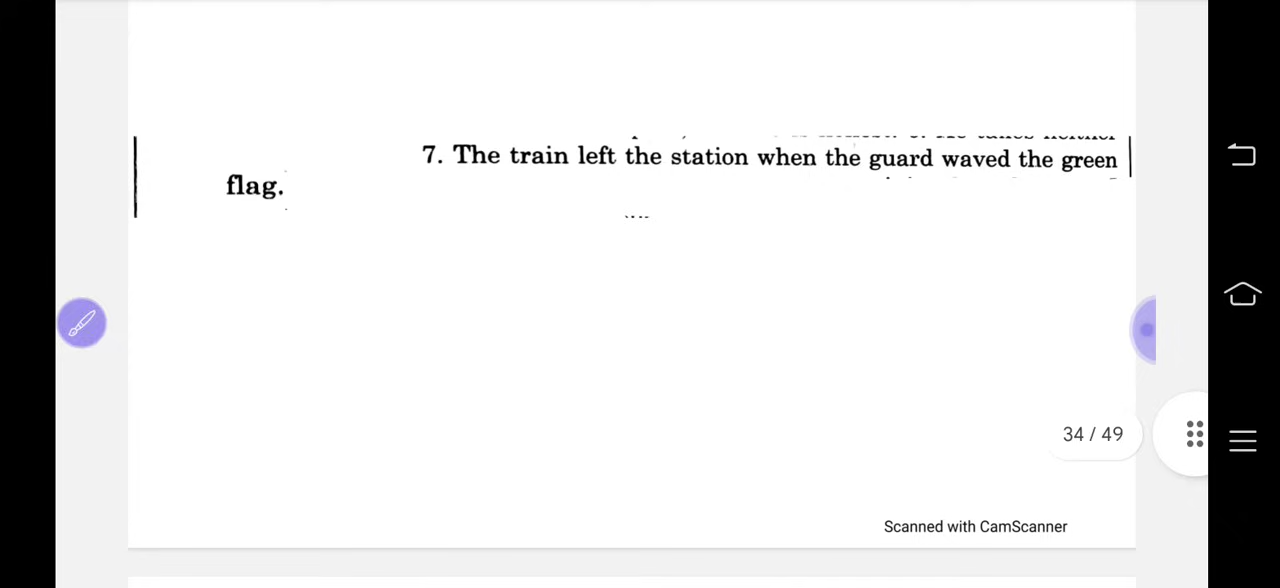 7. The train left the station when the guard waved the green
flag.
34 / 49
Scanned with CamScanner